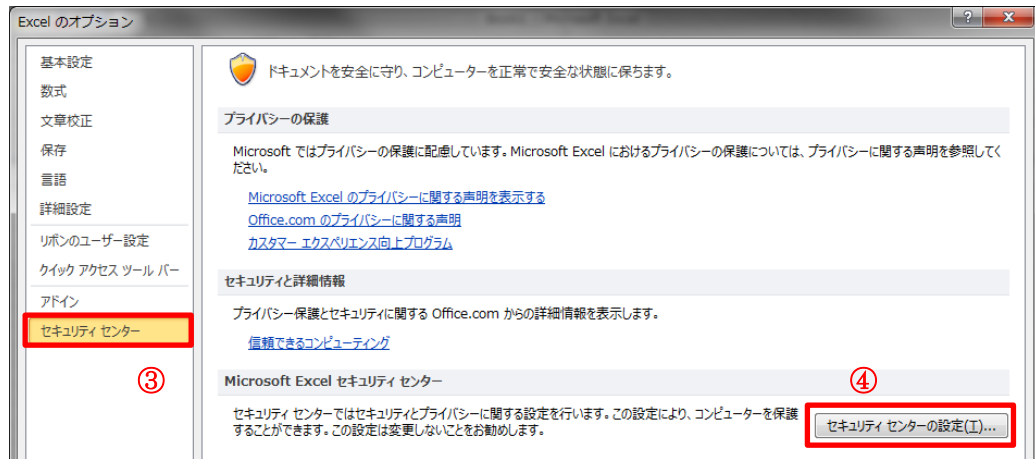 Excel のオプション
基本設定
数式
文章校正
保存
言語
詳細設定
リボンのユーザー設定
クイック アクセス ツール バー
アドイン
セキュリティ センター
③
ドキュメントを安全に守り、コンピューターを正常で安全な状態に保ちます。
プライバシーの保護
Microsoft ではプライバシーの保護に配慮しています。Microsoft Excel におけるプライバシーの保護については、プライバシーに関する声明を参照してく
ださい。
Microsoft Excel のプライバシーに関する声明を表示する
Office.com のプライバシーに関する声明
カスタマー エクスペリエンス向上プログラム
セキュリティと詳細情報
プライバシー保護とセキュリティに関する Office.com からの詳細情報を表示します。
信頼できるコンピューティング
Microsoft Excel セキュリティ センター
④
セキュリティ センターではセキュリティとプライバシーに関する設定を行います。この設定により、コンピューターを保護
することができます。この設定は変更しないことをお勧めします。
セキュリティ センターの設定(T)...